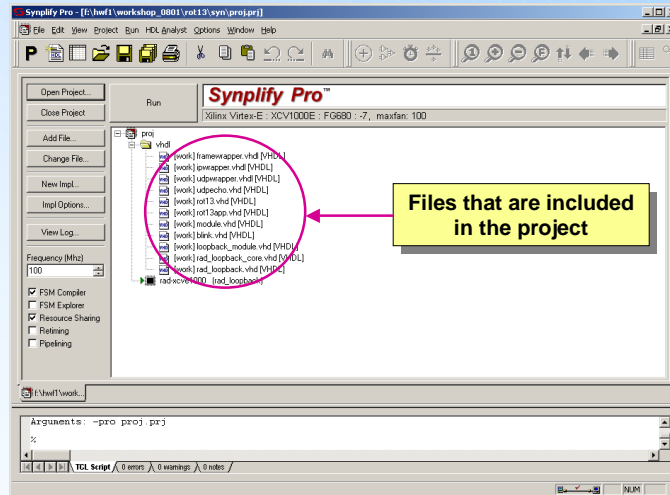 Synplify Pro - [f:\hwf1\workshop_0801\rot13\syn\proj.prj]
File Edit View Project Run HDL Analyst Options Window Help
P
Open Project...
Close Project
Add File...
Change File...
New Impl...
Impl Options...
View Log...
Frequency (Mhz)
100
FSM Compiler
FSM Explorer
Resource Sharing
Retiming
Pipelining
Run
Synplify Pro™
Xilinx Virtex-E : XCV1000E : FG680 : -7, maxfan: 100
proj
vhdl
[work] framewrapper.vhd [VHDL]
[work] ipwrapper.vhd [VHDL]
[work] udpwrapper.vhd [VHDL]
[work] udpecho.vhd [VHDL]
[work] rot13.vhd [VHDL]
[work] rot13app.vhd [VHDL]
[work] module.vhd [VHDL]
[work] blink.vhd [VHDL]
[work] loopback_module.vhd [VHDL]
[work] rad_loopback_core.vhd [VHDL]
[work] rad_loopback.vhd [VHDL]
rad-xcve1000 [rad_loopback]
Files that are included
in the project
f:\hwf1\work...
Arguments: -pro proj.prj
%
TCL Script 0 errors 0 warnings 0 notes
NUM